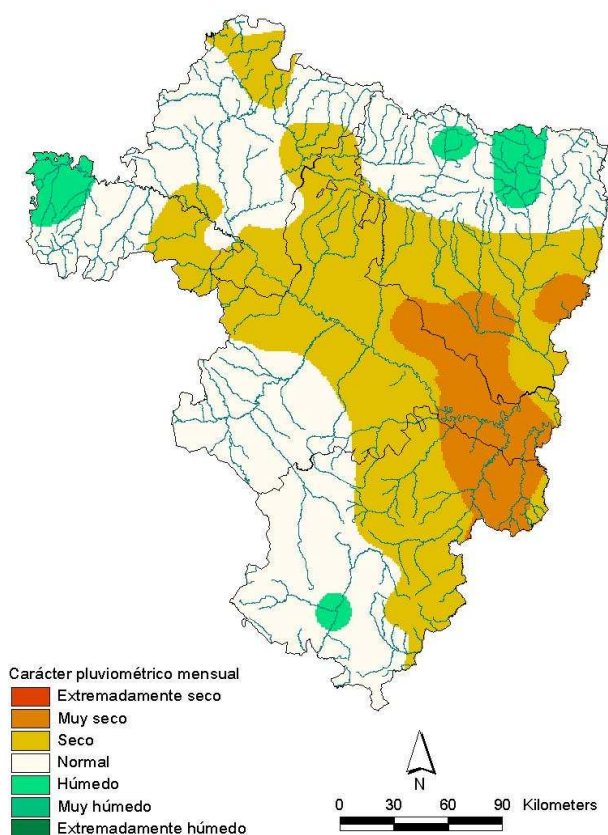 Carácter pluviométrico mensual
Extremadamente seco
Muy seco
Seco
Normal
Húmedo
Muy húmedo
Extremadamente húmedo
N
0 30 60 90 Kilometers